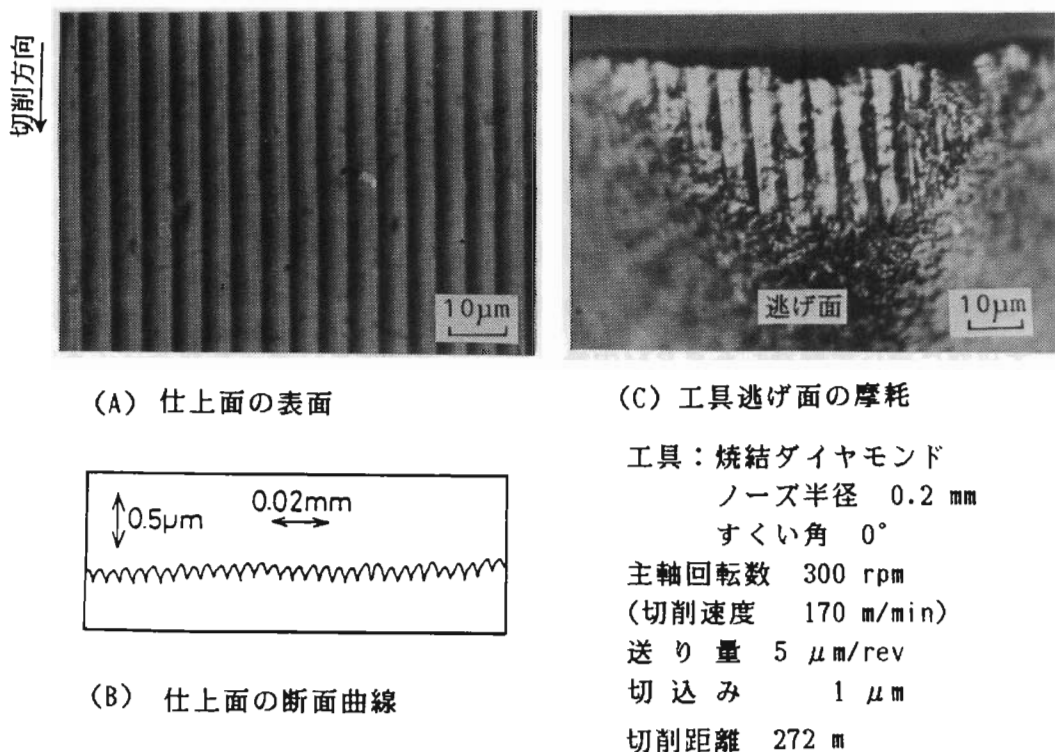 切削方向
10μm
逃げ面
10μm
(A) 仕上面の表面
(C) 工具逃げ面の摩耗
0.5μm
0.02mm
(B) 仕上面の断面曲線
工具：焼結ダイヤモンド
ノーズ半径 0.2 mm
すくい角 0°
主軸回転数 300 rpm
(切削速度 170 m/min)
送り量 5 μm/rev
切込み 1 μm
切削距離 272 m